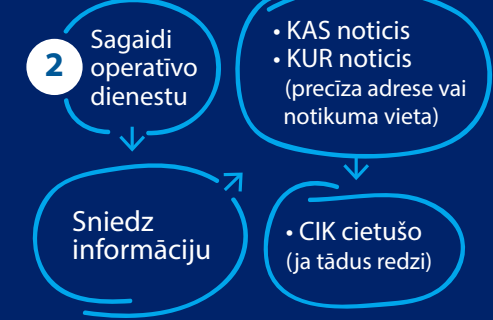 2
Sagaidi
operatīvo
dienestu
Sniedz
informāciju
• KAS noticis
• KUR noticis
(precīza adrese vai
notikuma vieta)
• CIK cietušo
(ja tādus redzi)